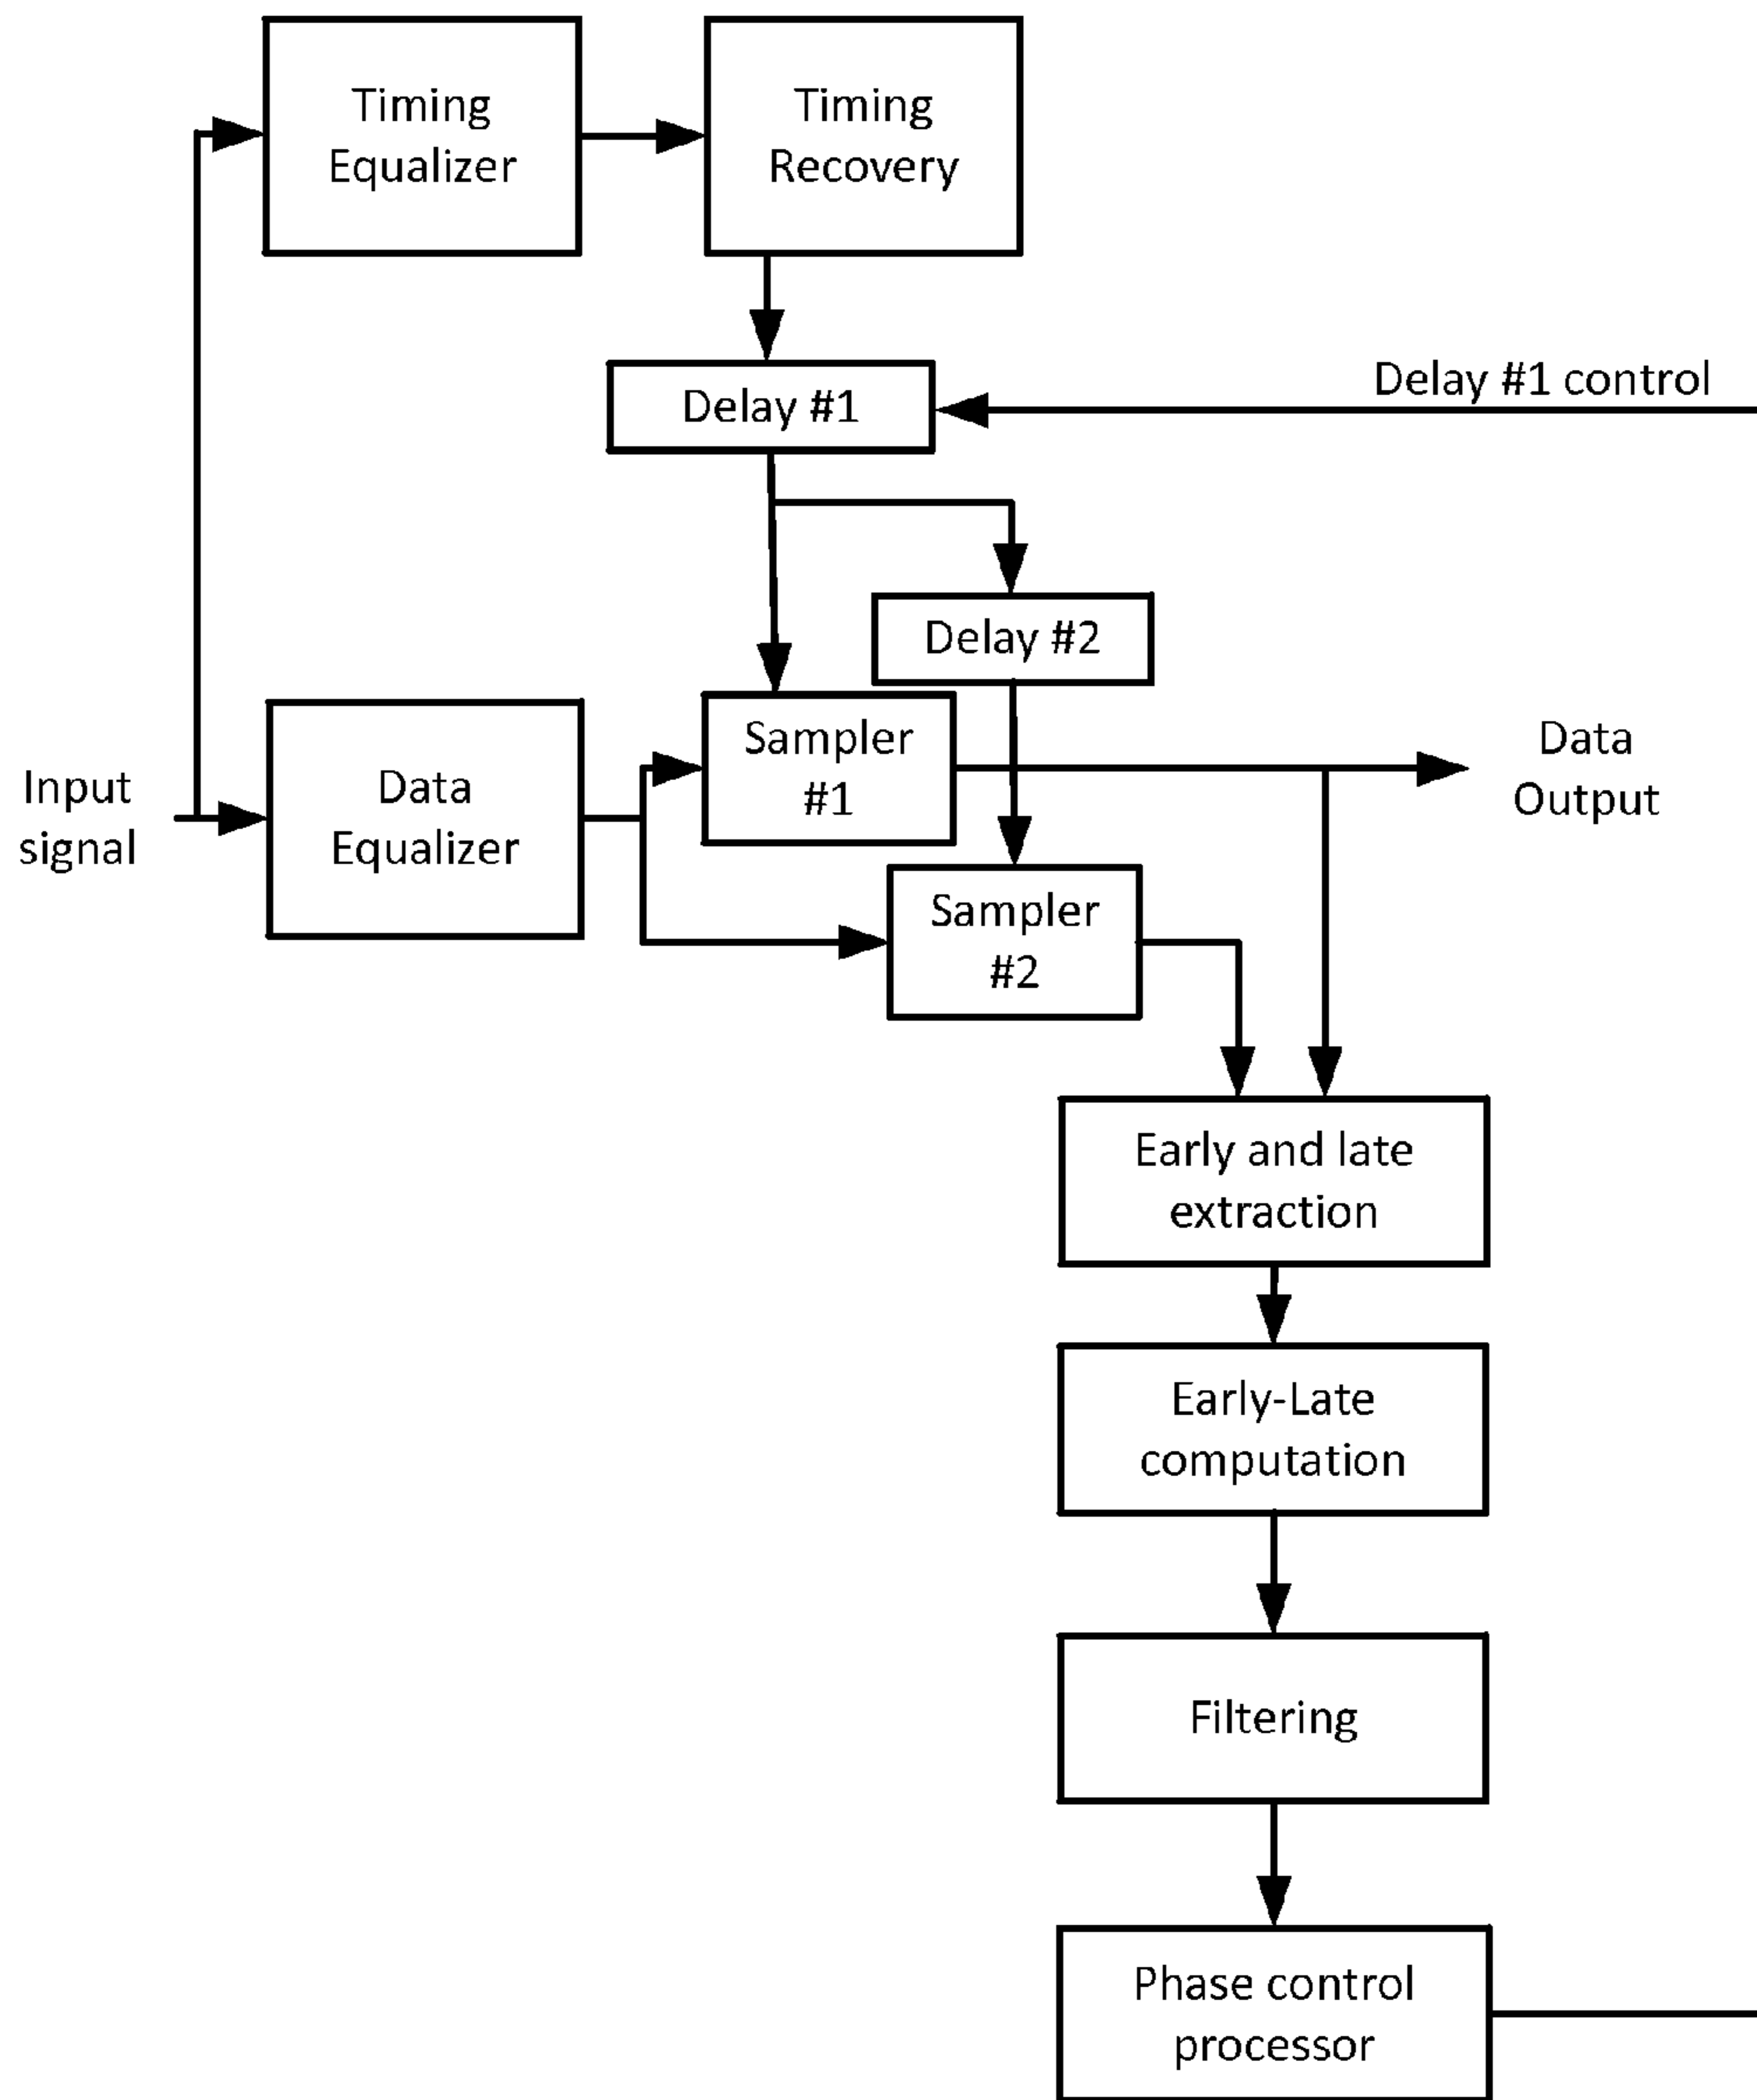 Timing
Equalizer
Timing
Recovery
Delay #1 control
Delay #1
Delay #2
Input
signal
Data
Equalizer
Sampler
#1
Data
Output
Sampler
#2
Early and late
extraction
Early-Late
computation
Filtering
Phase control
processor